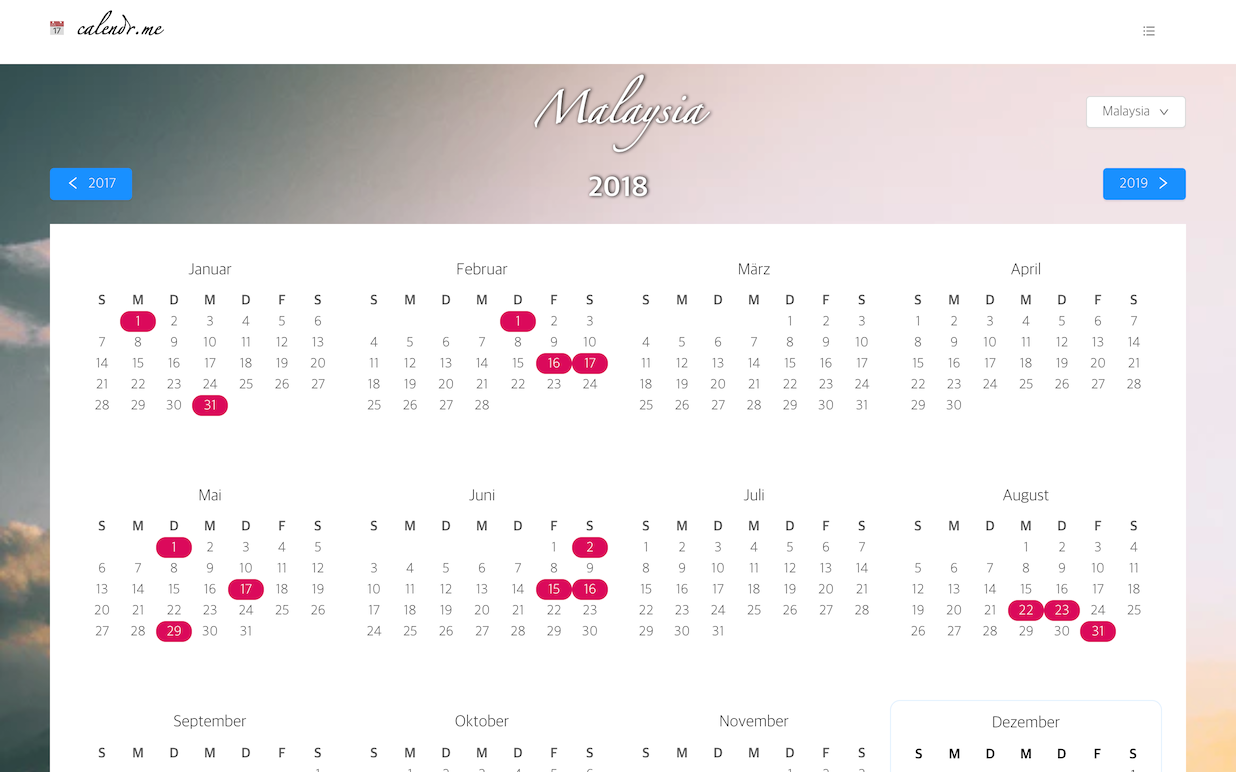 17 calendr.me
Malaysia
Malaysia
2017
2018
2019
Januar
S M D M D F S
1 2 3 4 5 6
7 8 9 10 11 12 13
14 15 16 17 18 19 20
21 22 23 24 25 26 27
28 29 30 31
Februar
S M D M D F S
1 2 3
4 5 6 7 8 9 10
11 12 13 14 15 16 17
18 19 20 21 22 23 24
25 26 27 28
März
S M D M D F S
1 2 3
4 5 6 7 8 9 10
11 12 13 14 15 16 17
18 19 20 21 22 23 24
25 26 27 28 29 30 31
April
S M D M D F S
1 2 3 4 5 6 7
8 9 10 11 12 13 14
15 16 17 18 19 20 21
22 23 24 25 26 27 28
29 30
Mai
S M D M D F S
1 2 3 4 5
6 7 8 9 10 11 12
13 14 15 16 17 18 19
20 21 22 23 24 25 26
27 28 29 30 31
Juni
S M D M D F S
1 2
3 4 5 6 7 8 9
10 11 12 13 14 15 16
17 18 19 20 21 22 23
24 25 26 27 28 29 30
Juli
S M D M D F S
1 2 3 4 5 6 7
8 9 10 11 12 13 14
15 16 17 18 19 20 21
22 23 24 25 26 27 28
29 30 31
August
S M D M D F S
1 2 3 4
5 6 7 8 9 10 11
12 13 14 15 16 17 18
19 20 21 22 23 24 25
26 27 28 29 30 31
September
S M D M D F S
Oktober
S M D M D F S
November
S M D M D F S
Dezember
S M D M D F S